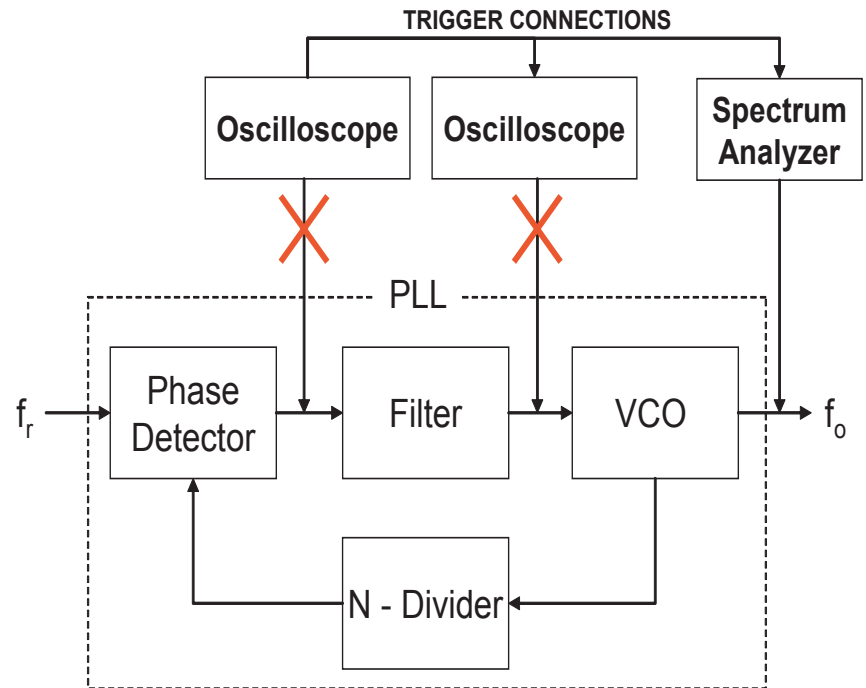 TRIGGER CONNECTIONS
Oscilloscope
Oscilloscope
Spectrum
Analyzer
PLL
fr
Phase
Detector
Filter
VCO
fo
N - Divider